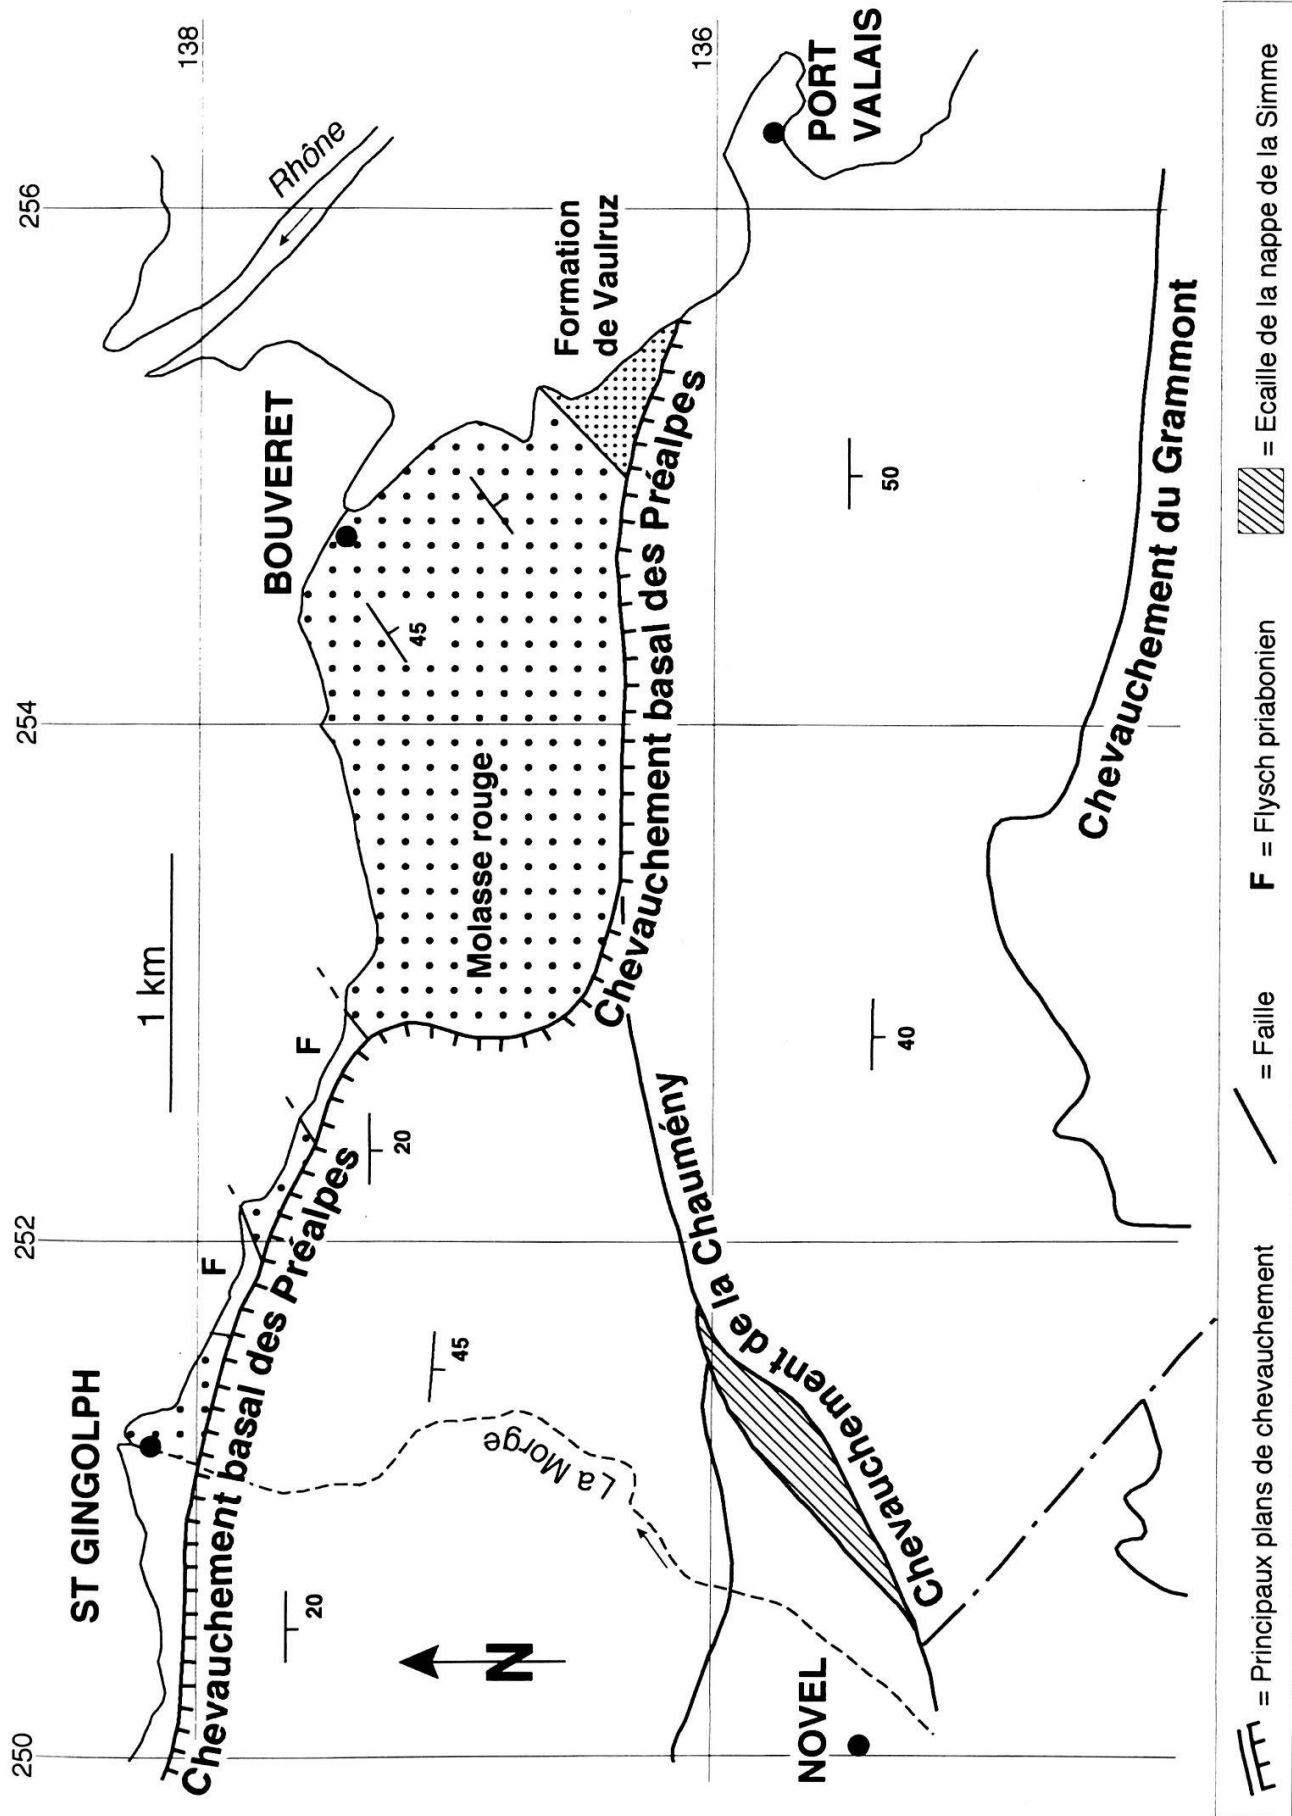 250
252
254
256
138
136
ST GINGOLPH
BOUVERET
Rhône
1 km
F
F
Formation
de Vaulruz
PORT
VALAIS
Molasse rouge
Chevauchement basal des Préalpes
Chevauchement basal des Préalpes
20
45
20
45
50
40
N
La Morge
NOVEL
Chevauchement de la Chaumény
Chevauchement du Grammont
= Principaux plans de chevauchement
= Faille
F = Flysch priabonien
= Ecaille de la nappe de la Simme